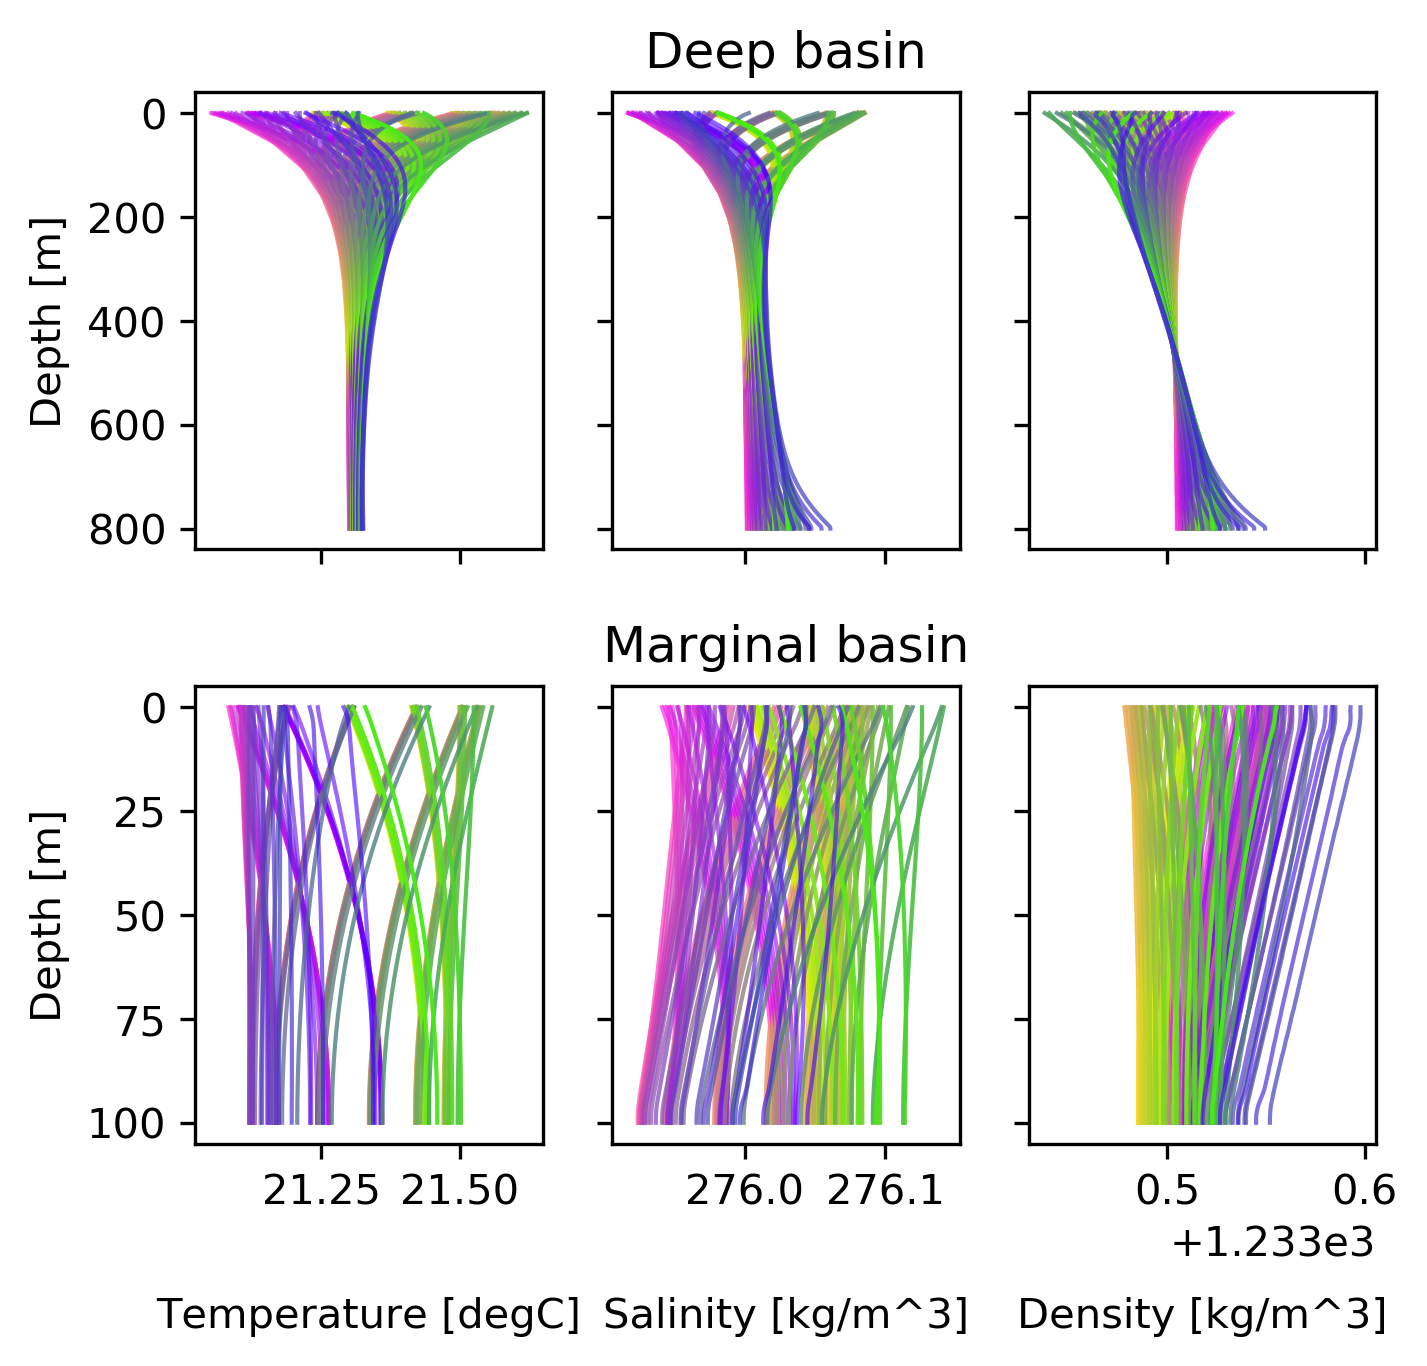 Deep basin
Depth [m]
0
200
400
600
800
Marginal basin
Depth [m]
0
25
50
75
100
21.25 21.50 276.0 276.1 0.5 0.6
+1.233e3
Temperature [degC] Salinity [kg/m^3] Density [kg/m^3]